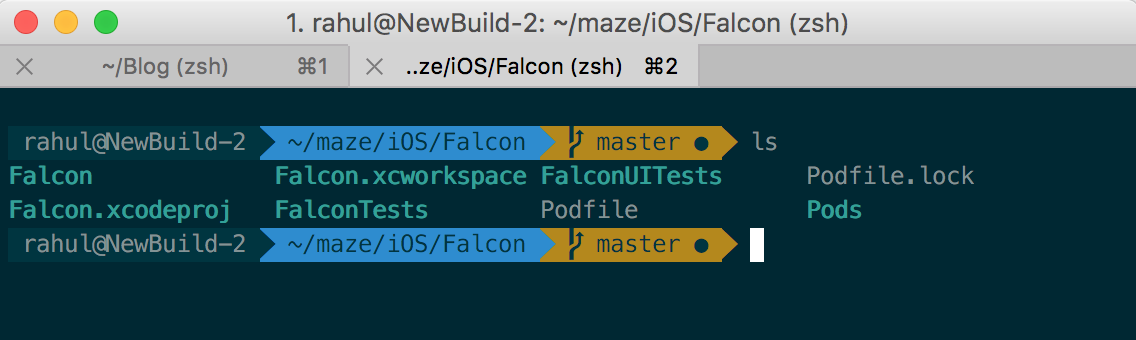 1. rahul@NewBuild-2: ~/maze/iOS/Falcon (zsh)
~/Blog (zsh) ⌘1 ..ze/iOS/Falcon (zsh) ⌘2
rahul@NewBuild-2 ~/maze/iOS/Falcon master ● ls
Falcon Falcon.xcworkspace FalconUITests Podfile.lock
Falcon.xcodeproj FalconTests Podfile Pods
rahul@NewBuild-2 ~/maze/iOS/Falcon master ●